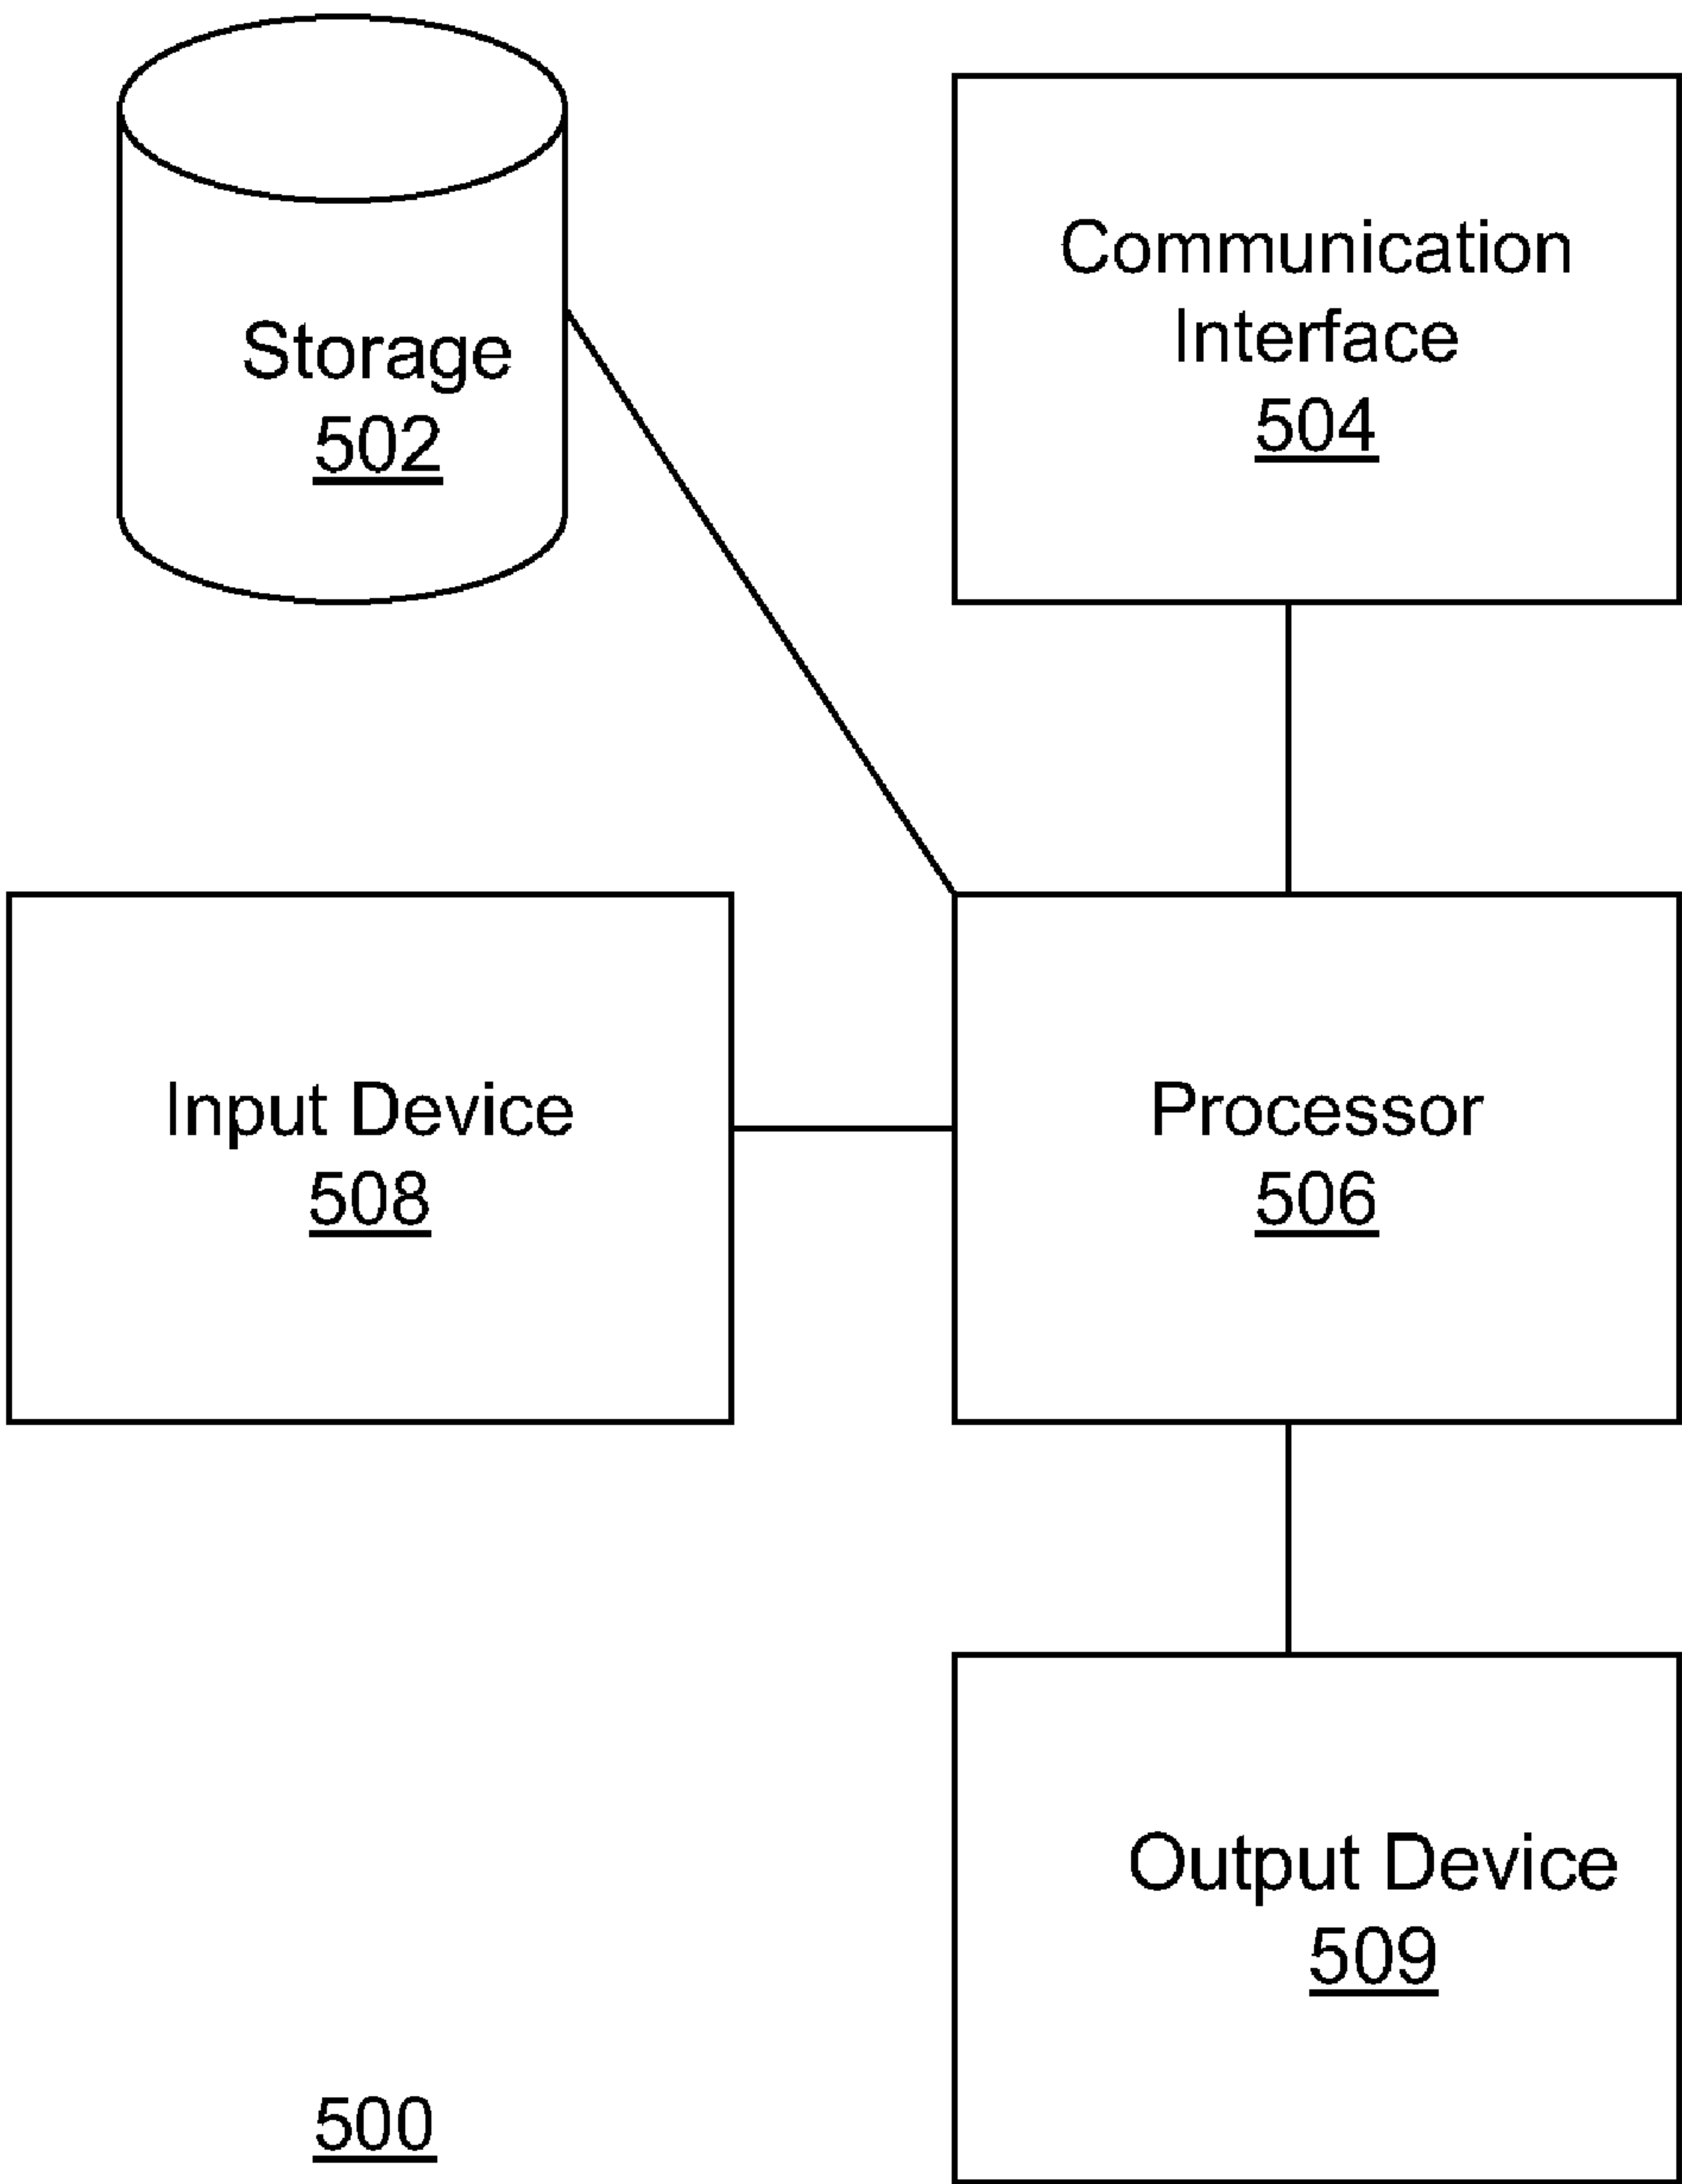 Storage
502
Communication
Interface
504
Input Device
508
Processor
506
Output Device
509
500